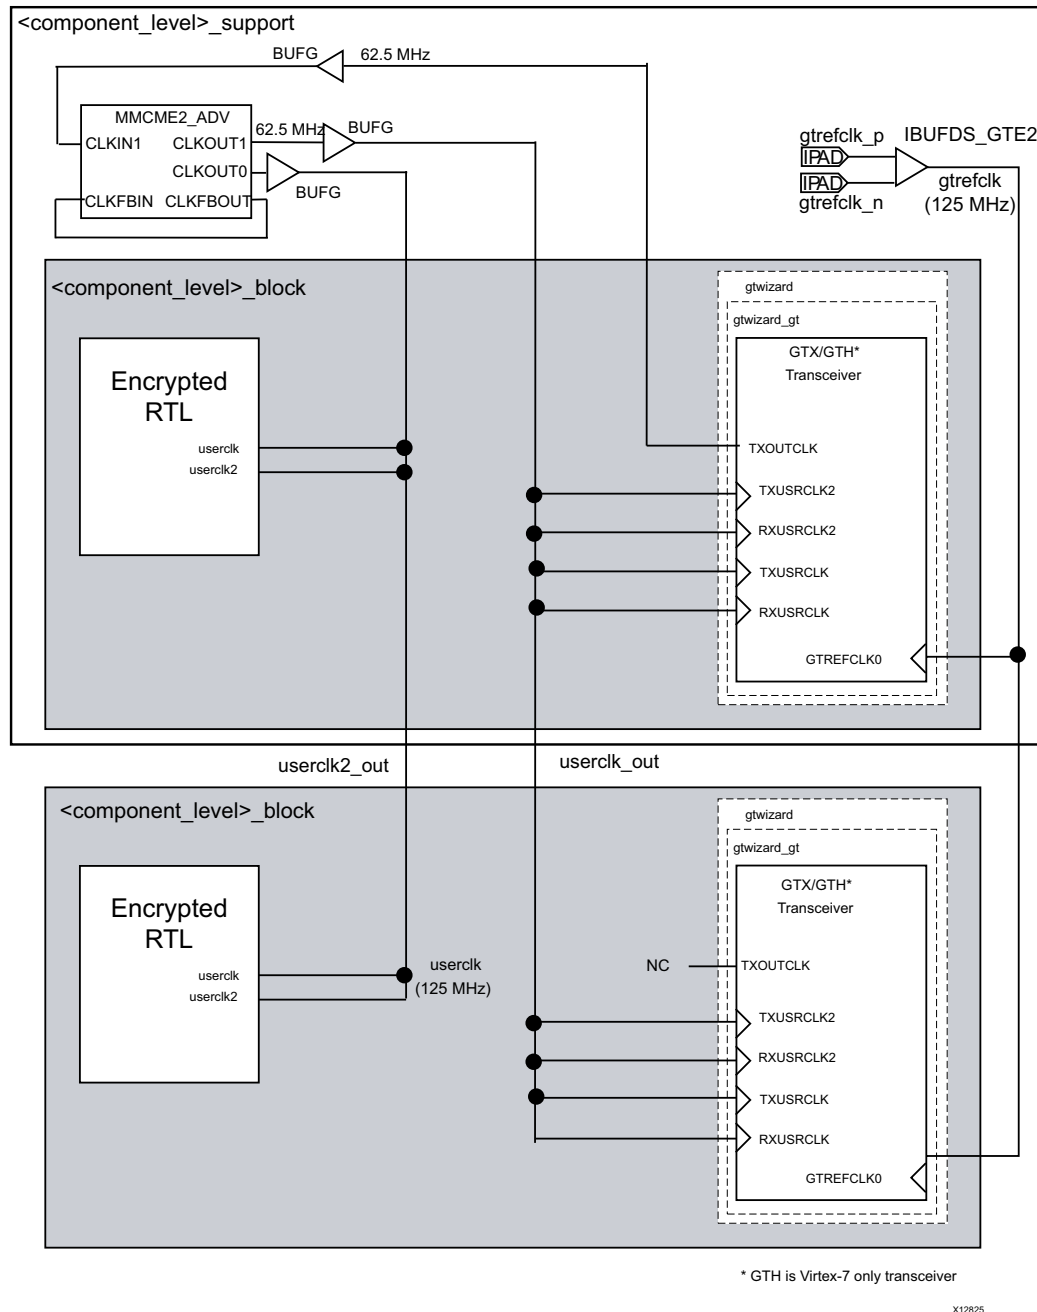 <component_level>_support
BUFG
62.5 MHz
MMCME2_ADV
CLKIN1
CLKOUT1
62.5 MHz
BUFG
CLKOUT0
BUFG
CLKFBIN
CLKFBOUT
gtrefclk_p
IBUFDS_GTE2
IPAD
IPAD
gtrefclk
gtrefclk_n
(125 MHz)
<component_level>_block
gtwizard
gtwizard_gt
GTX/GTH*
Transceiver
Encrypted
RTL
userclk
userclk2
TXOUTCLK
TXUSRCLK2
RXUSRCLK2
TXUSRCLK
RXUSRCLK
GTREFCLK0
userclk2_out
userclk_out
<component_level>_block
gtwizard
gtwizard_gt
GTX/GTH*
Transceiver
Encrypted
RTL
userclk
userclk2
userclk
(125 MHz)
NC
TXOUTCLK
TXUSRCLK2
RXUSRCLK2
TXUSRCLK
RXUSRCLK
GTREFCLK0
* GTH is Virtex-7 only transceiver
X12825